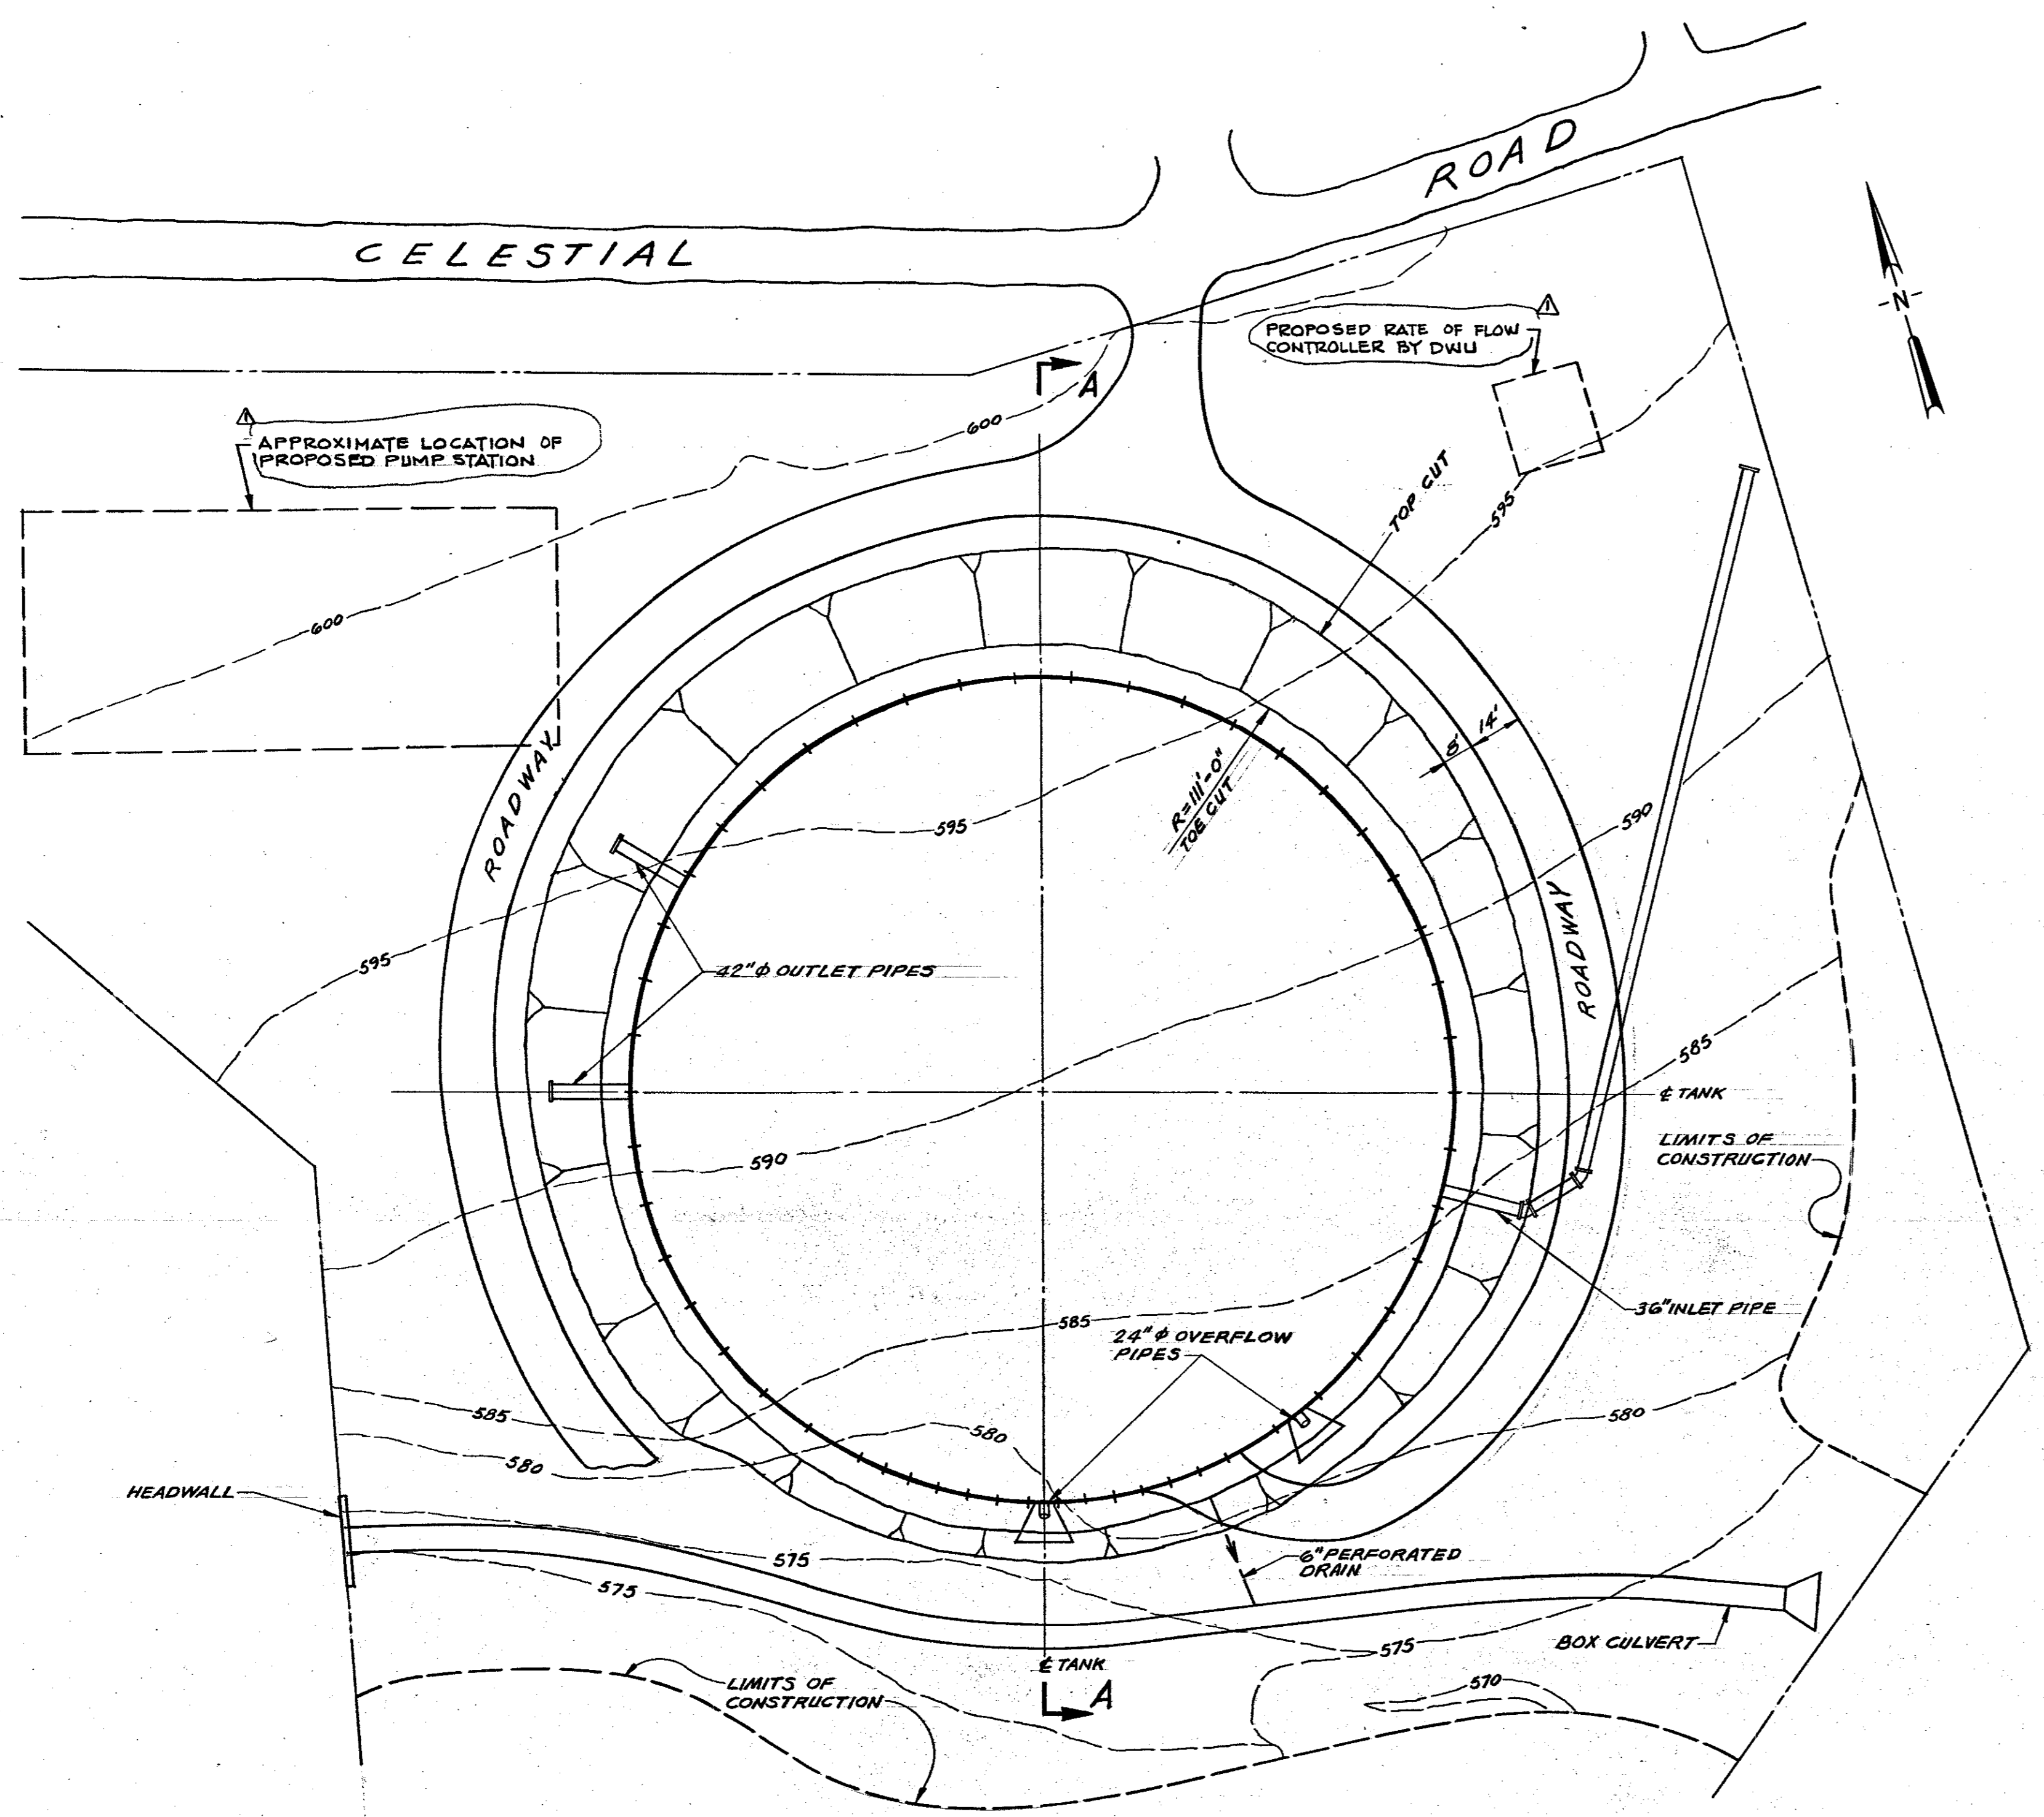 ROAD
CELESTIAL
N
1
PROPOSED RATE OF FLOW
CONTROLLER BY DWU
A
1
APPROXIMATE LOCATION OF
PROPOSED PUMP STATION
600
TOP CUT
595
600
14'
8'
ROADWAY
R=111'-0"
TOE CUT
590
595
ROADWAY
595
42"φ OUTLET PIPES
585
℄ TANK
LIMITS OF
CONSTRUCTION
590
36" INLET PIPE
585
24"φ OVERFLOW
PIPES
585
580
580
580
HEADWALL
6" PERFORATED
DRAIN
575
575
575
BOX CULVERT
℄ TANK
A
LIMITS OF
CONSTRUCTION
570